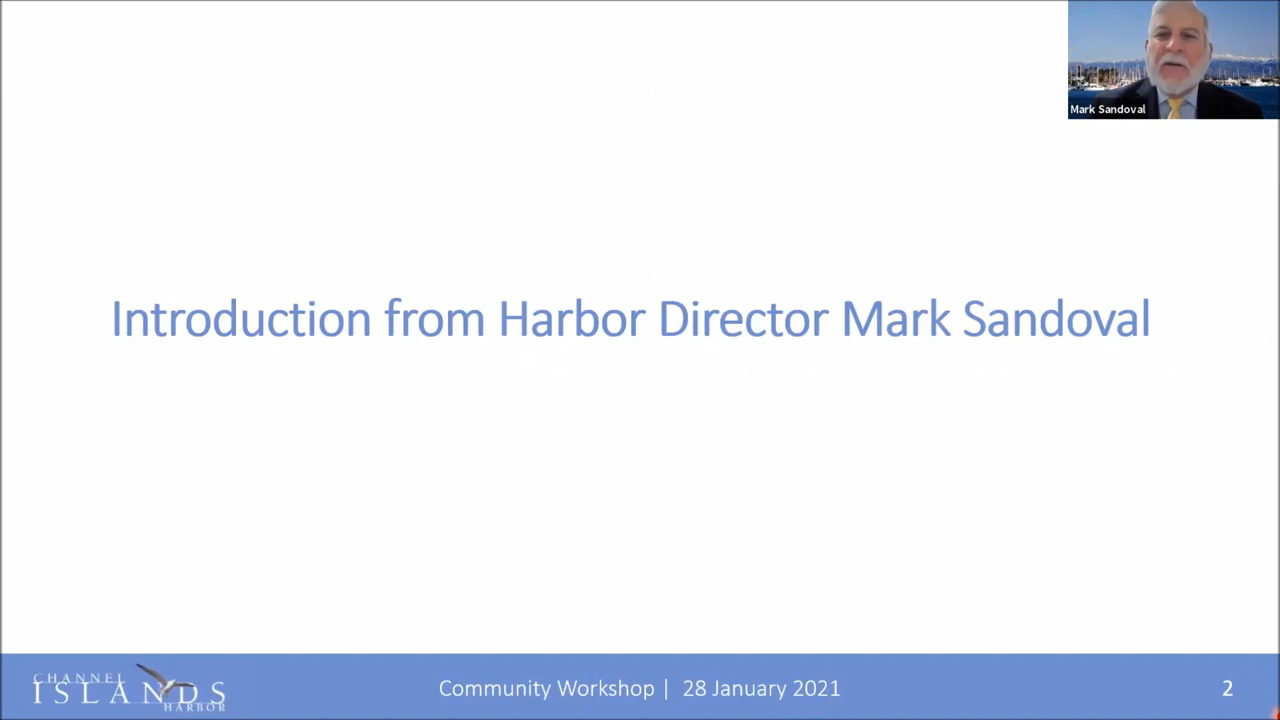 Mark Sandoval
Introduction from Harbor Director Mark Sandoval
CHANNEL
ISLANDS
HARBOR
Community Workshop | 28 January 2021
2